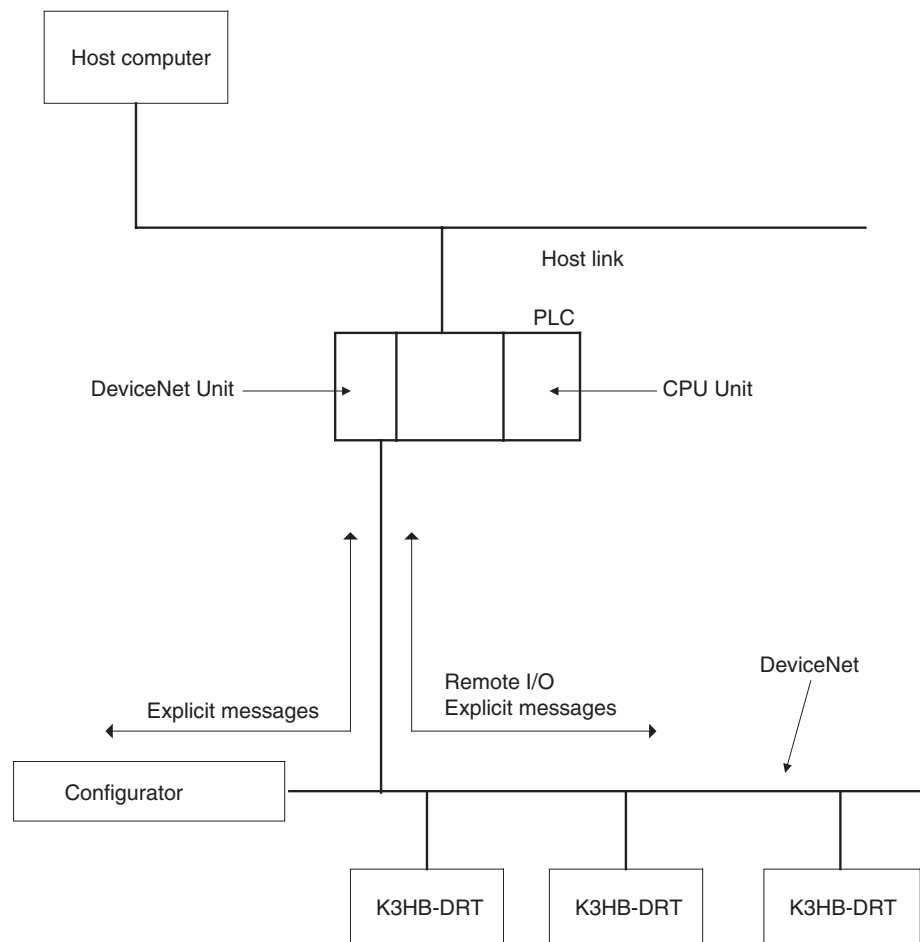 Host computer
Host link
PLC
DeviceNet Unit
CPU Unit
DeviceNet
Remote I/O
Explicit messages
Explicit messages
Configurator
K3HB-DRT
K3HB-DRT
K3HB-DRT